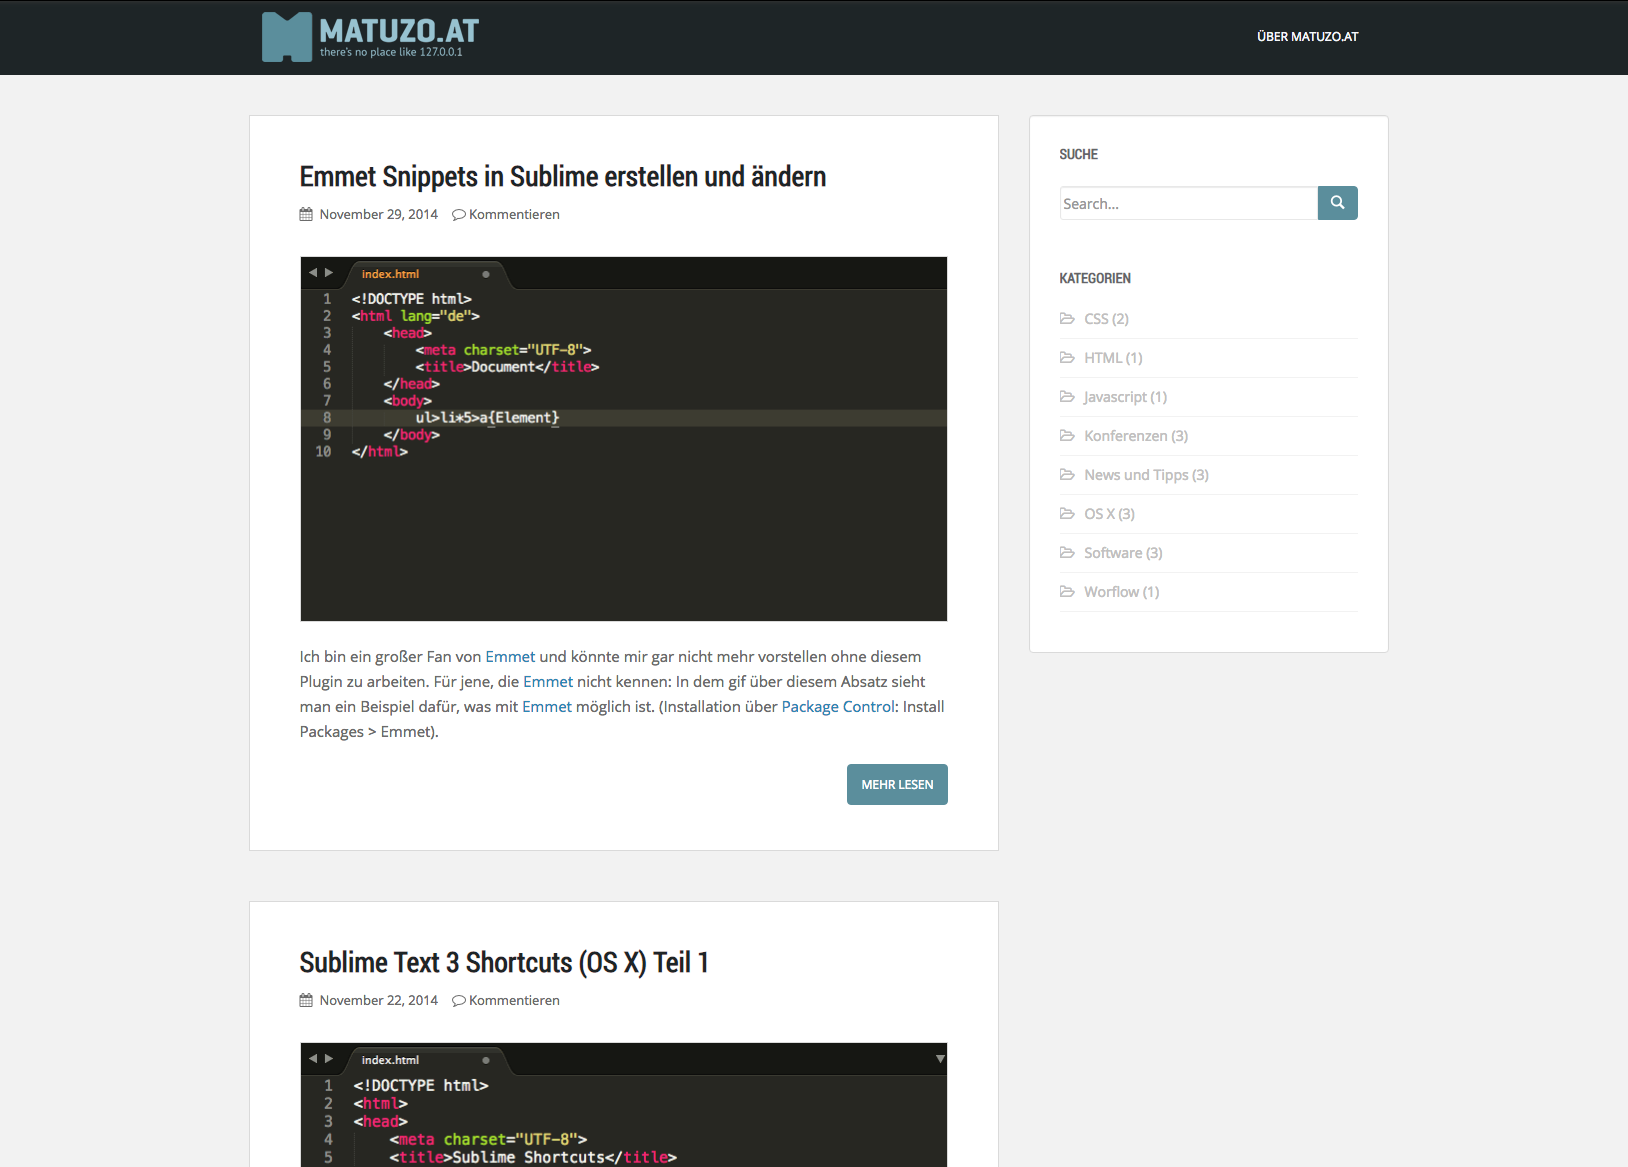 MATUZO.AT
there's no place like 127.0.0.1
ÜBER MATUZO.AT
Emmet Snippets in Sublime erstellen und ändern
November 29, 2014 Kommentieren
index.html
1 <!DOCTYPE html>
2 <html lang="de">
3 <head>
4 <meta charset="UTF-8">
5 <title>Document</title>
6 </head>
7 <body>
8 ul>li*5>a{Element}
9 </body>
10 </html>
Ich bin ein großer Fan von Emmet und könnte mir gar nicht mehr vorstellen ohne diesem
Plugin zu arbeiten. Für jene, die Emmet nicht kennen: In dem gif über diesem Absatz sieht
man ein Beispiel dafür, was mit Emmet möglich ist. (Installation über Package Control: Install
Packages > Emmet).
MEHR LESEN
Sublime Text 3 Shortcuts (OS X) Teil 1
November 22, 2014 Kommentieren
index.html
1 <!DOCTYPE html>
2 <html>
3 <head>
4 <meta charset="UTF-8">
5 <title>Sublime Shortcuts</title>
SUCHE
Search...
KATEGORIEN
CSS (2)
HTML (1)
Javascript (1)
Konferenzen (3)
News und Tipps (3)
OS X (3)
Software (3)
Worflow (1)